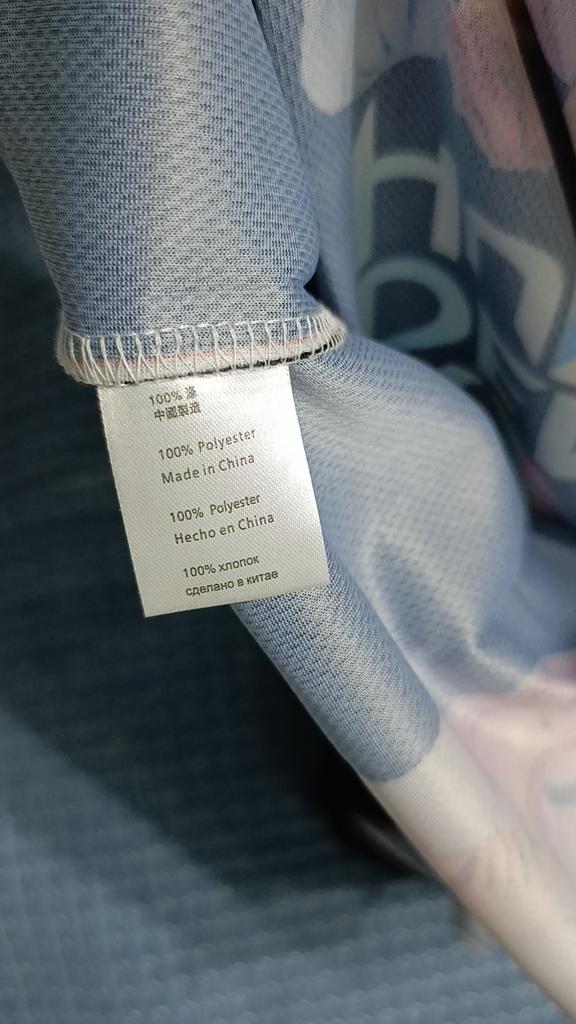 100% 滌
中國製造
100% Polyester
Made in China
100% Polyester
Hecho en China
100% хлопок
сделано в китае